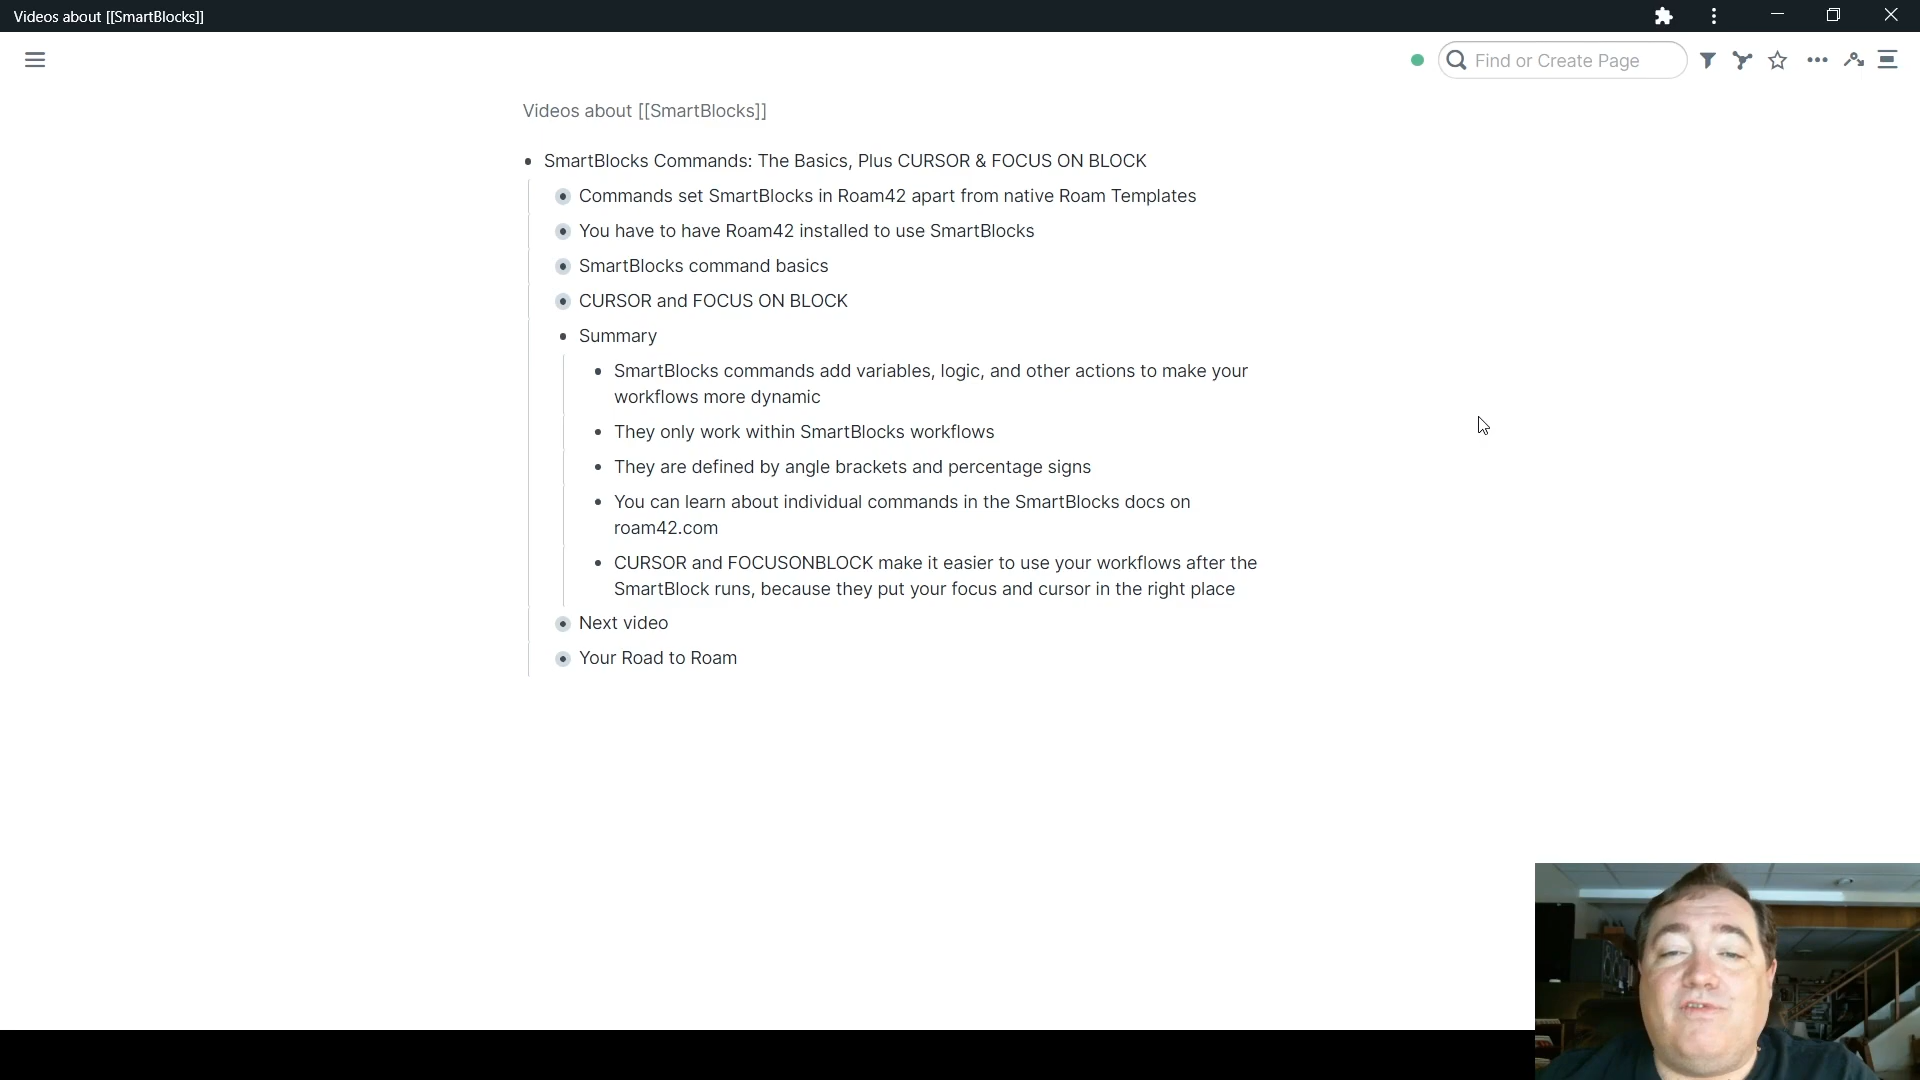 Videos about [[SmartBlocks]]
Find or Create Page
Videos about [[SmartBlocks]]
SmartBlocks Commands: The Basics, Plus CURSOR & FOCUS ON BLOCK
Commands set SmartBlocks in Roam42 apart from native Roam Templates
You have to have Roam42 installed to use SmartBlocks
SmartBlocks command basics
CURSOR and FOCUS ON BLOCK
Summary
SmartBlocks commands add variables, logic, and other actions to make your
workflows more dynamic
They only work within SmartBlocks workflows
They are defined by angle brackets and percentage signs
You can learn about individual commands in the SmartBlocks docs on
roam42.com
CURSOR and FOCUSONBLOCK make it easier to use your workflows after the
SmartBlock runs, because they put your focus and cursor in the right place
Next video
Your Road to Roam